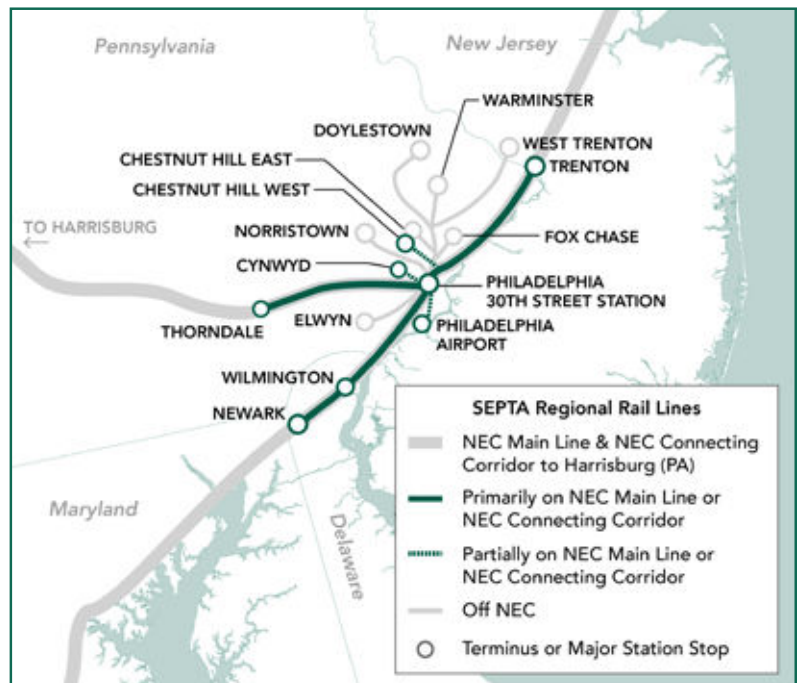 Pennsylvania
New Jersey
WARMINSTER
DOYLESTOWN
WEST TRENTON
CHESTNUT HILL EAST
TRENTON
CHESTNUT HILL WEST
TO HARRISBURG
←
NORRISTOWN
FOX CHASE
CYNWYD
PHILADELPHIA
30TH STREET STATION
THORNDALE
ELWYN
PHILADELPHIA
AIRPORT
WILMINGTON
NEWARK
Maryland
Delaware
SEPTA Regional Rail Lines
NEC Main Line & NEC Connecting
Corridor to Harrisburg (PA)
Primarily on NEC Main Line or
NEC Connecting Corridor
Partially on NEC Main Line or
NEC Connecting Corridor
Off NEC
Terminus or Major Station Stop